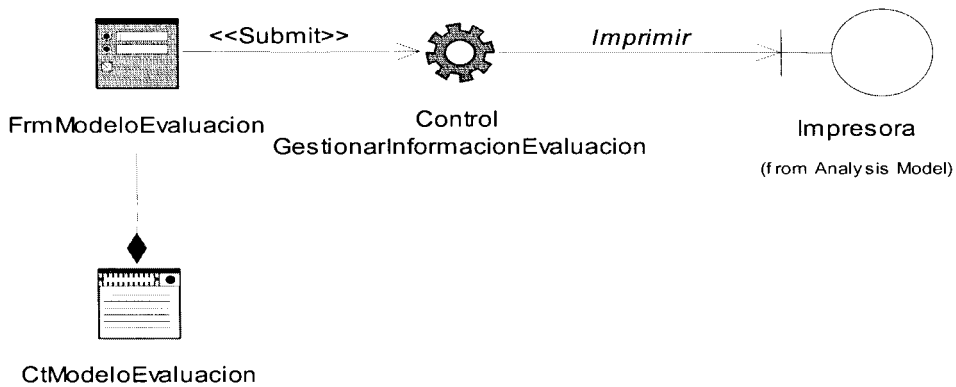 <<Submit>>
Imprimir
FrmModeloEvaluacion
Control
GestionarInformacionEvaluacion
Impresora
(from Analysis Model)
CtModeloEvaluacion